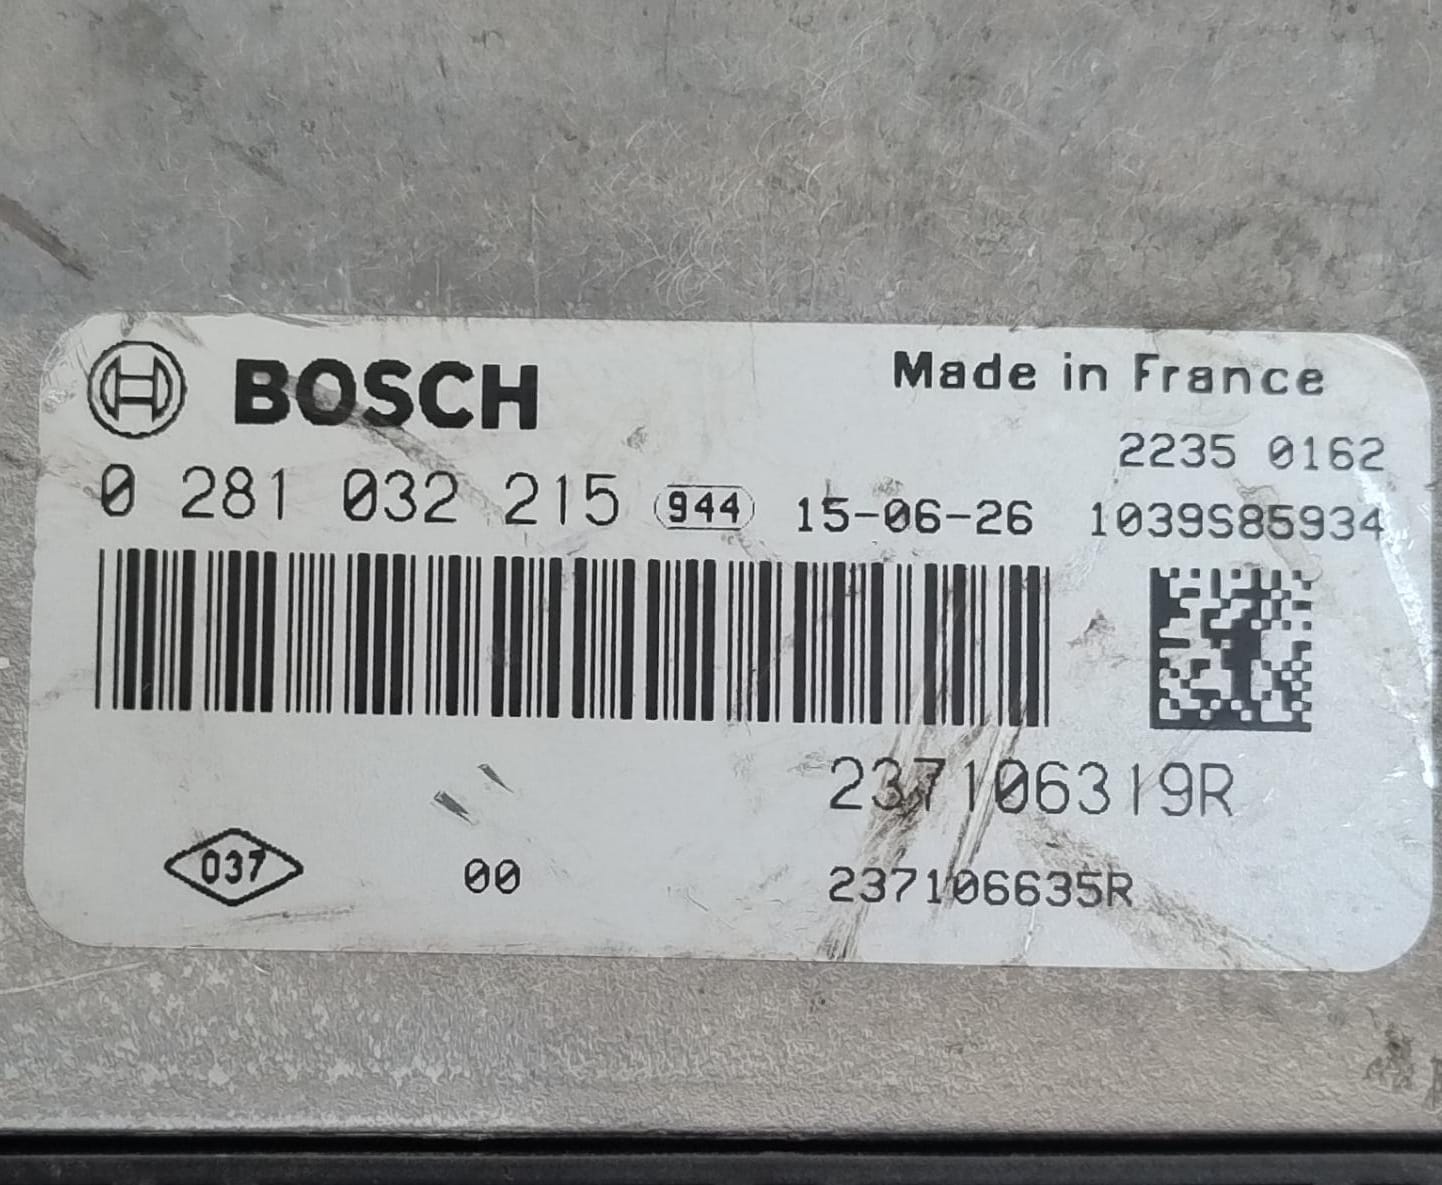 BOSCH
Made in France
2235 0162
0 281 032 215 944 15-06-26 1039S85934
237106319R
037 00 237106635R